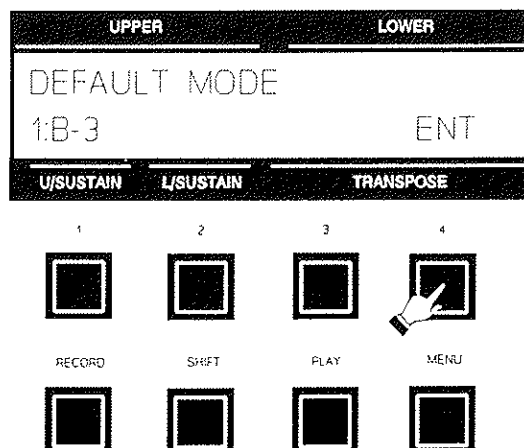 UPPER LOWER
DEFAULT MODE
1:B-3 ENT
U/SUSTAIN L/SUSTAIN TRANSPOSE
1 2 3 4
RECORD SHIFT PLAY MENU